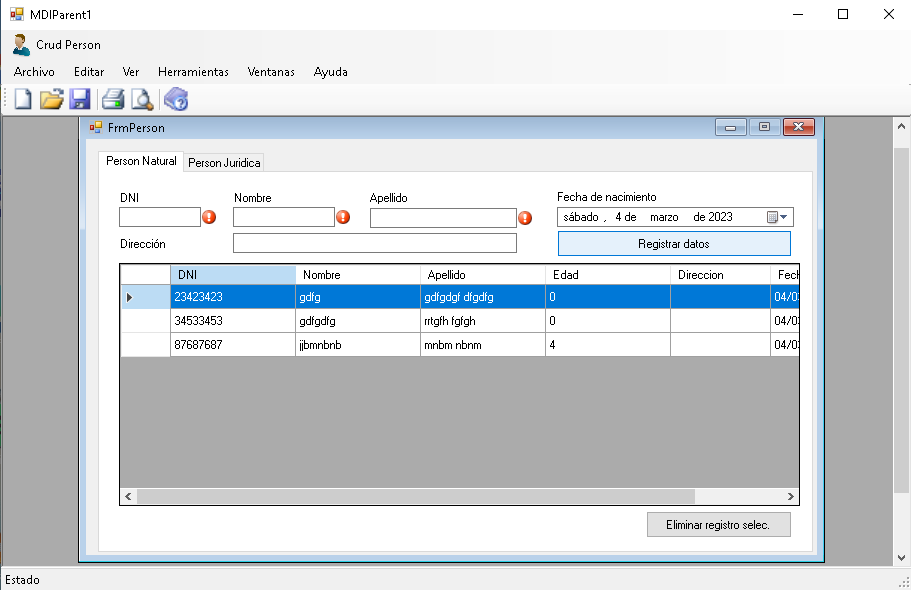 MDIParent1
Crud Person
Archivo Editar Ver Herramientas Ventanas Ayuda
FrmPerson
Person Natural Person Juridica
DNI Nombre Apellido Fecha de nacimiento
sábado , 4 de marzo de 2023
Dirección Registrar datos
DNI Nombre Apellido Edad Direccion Fech
23423423 gdfg gdfgdgf dfgdfg 0 04/03
34533453 gdfgdfg rrtgfh fgfgh 0 04/03
87687687 jjbmnbnb mnbm nbnm 4 04/03
Eliminar registro selec.
Estado